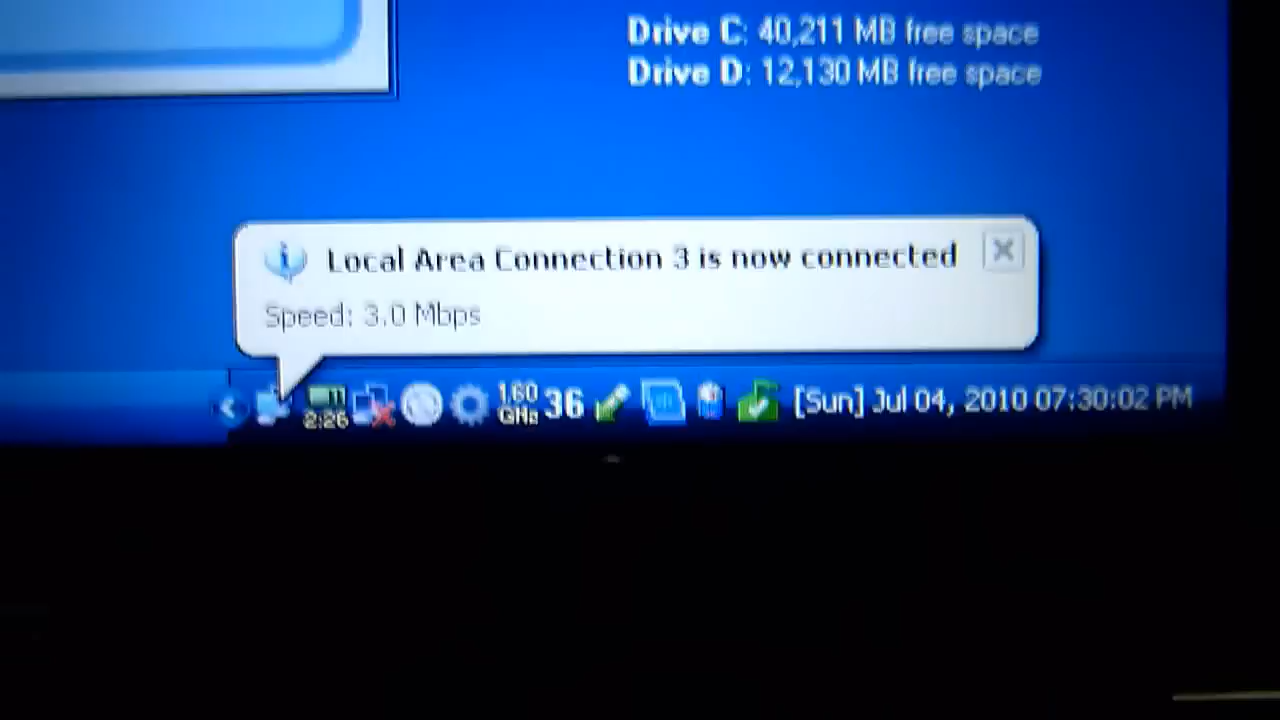 Drive C: 40,211 MB free space
Drive D: 12,130 MB free space
Local Area Connection 3 is now connected
Speed: 3.0 Mbps
2:26
1.60
GHz
36
[Sun] Jul 04, 2010 07:30:02 PM